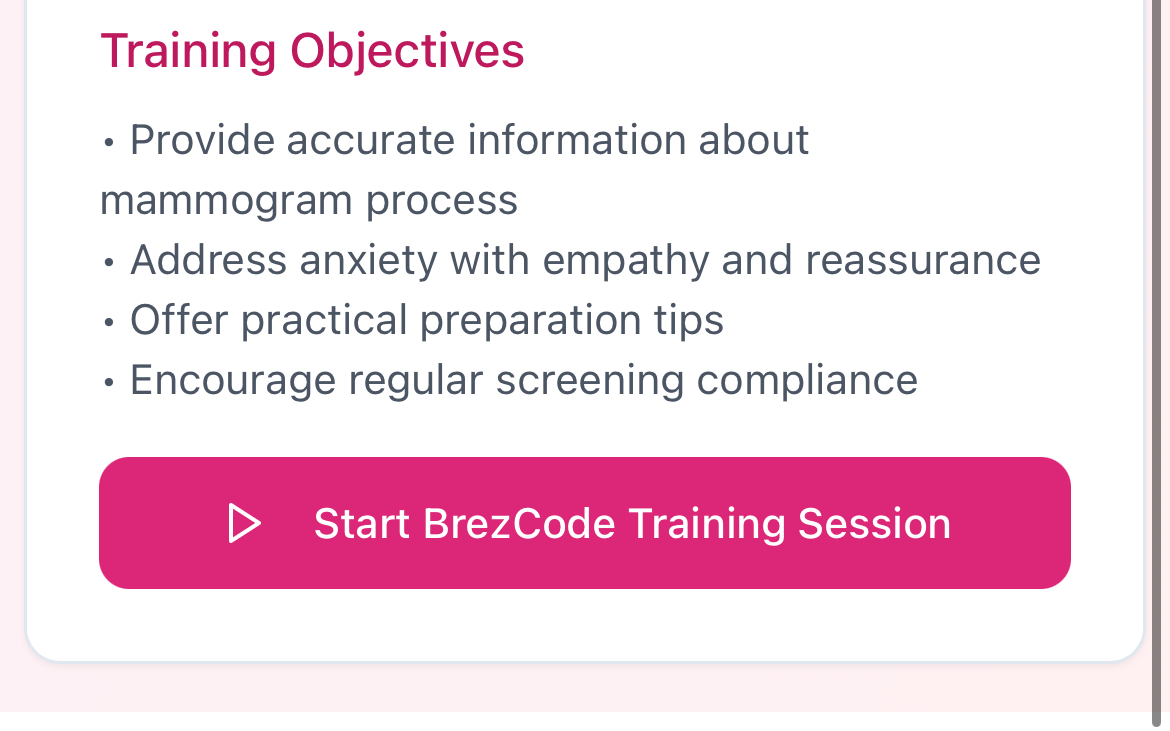 Training Objectives
• Provide accurate information about
mammogram process
• Address anxiety with empathy and reassurance
• Offer practical preparation tips
• Encourage regular screening compliance
Start BrezCode Training Session